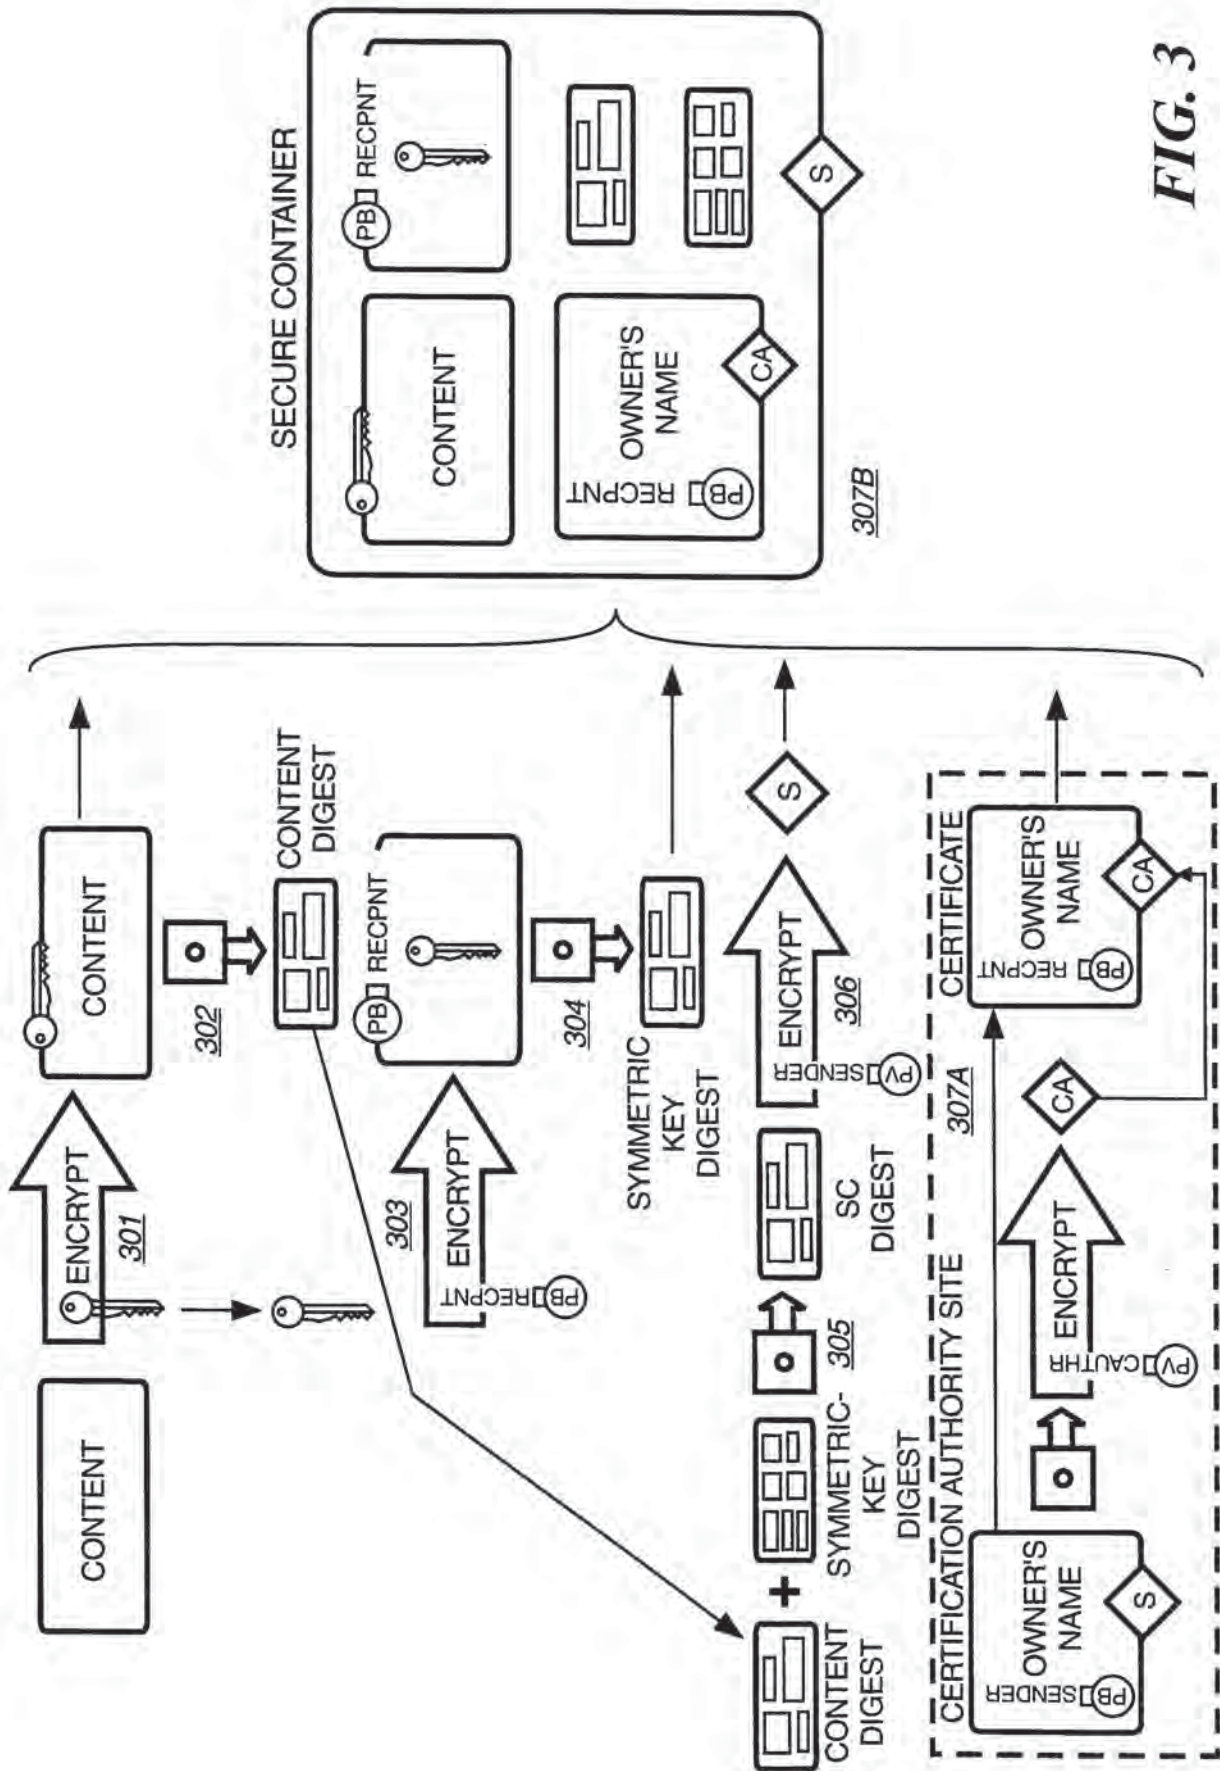 CONTENT
ENCRYPT
301
CONTENT
302
CONTENT
DIGEST
303
ENCRYPT
RECPNT
PB
PB
RECPNT
304
SYMMETRIC
KEY
DIGEST
CONTENT
DIGEST
+
SYMMETRIC-
KEY
DIGEST
305
SC
DIGEST
ENCRYPT
SENDER
PV
306
S
CERTIFICATION AUTHORITY SITE
307A
CERTIFICATE
OWNER'S
NAME
SENDER
PB
S
ENCRYPT
CAUTHR
PV
CA
OWNER'S
NAME
RECPNT
PB
CA
SECURE CONTAINER
CONTENT
PB
RECPNT
OWNER'S
NAME
RECPNT
PB
CA
S
307B
FIG. 3